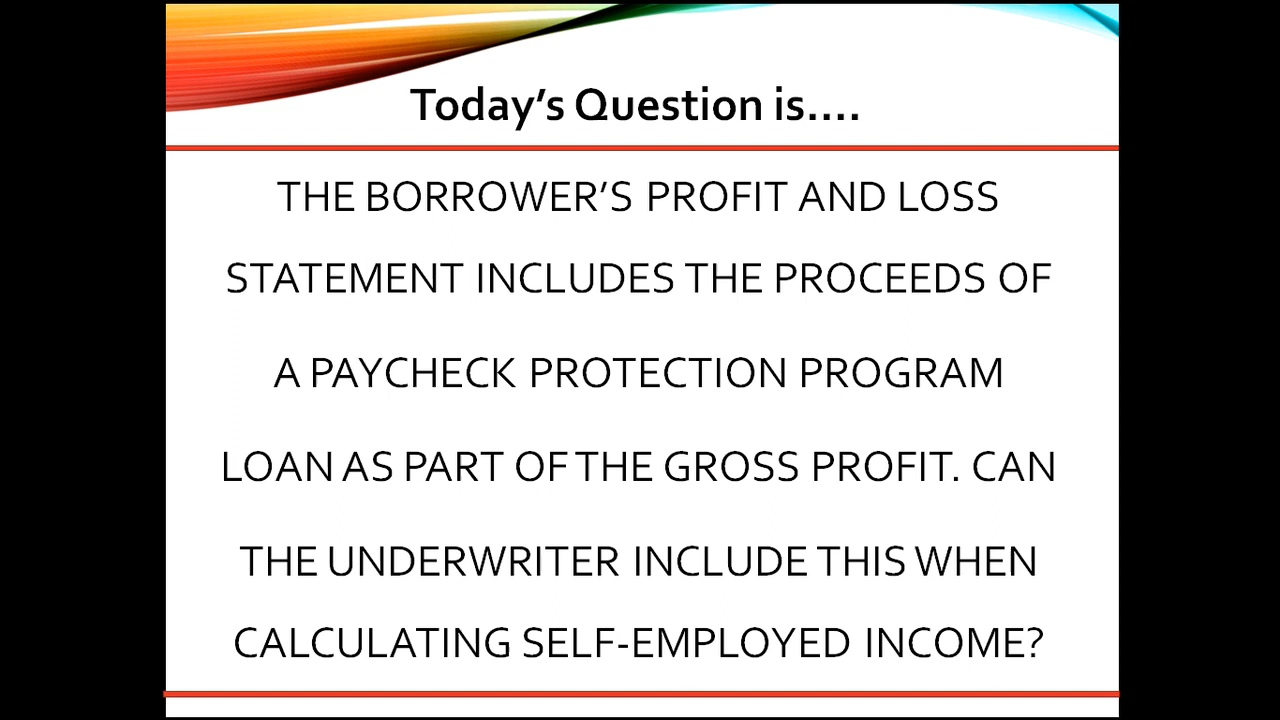 Today’s Question is....
THE BORROWER’S PROFIT AND LOSS
STATEMENT INCLUDES THE PROCEEDS OF
A PAYCHECK PROTECTION PROGRAM
LOAN AS PART OF THE GROSS PROFIT. CAN
THE UNDERWRITER INCLUDE THIS WHEN
CALCULATING SELF-EMPLOYED INCOME?